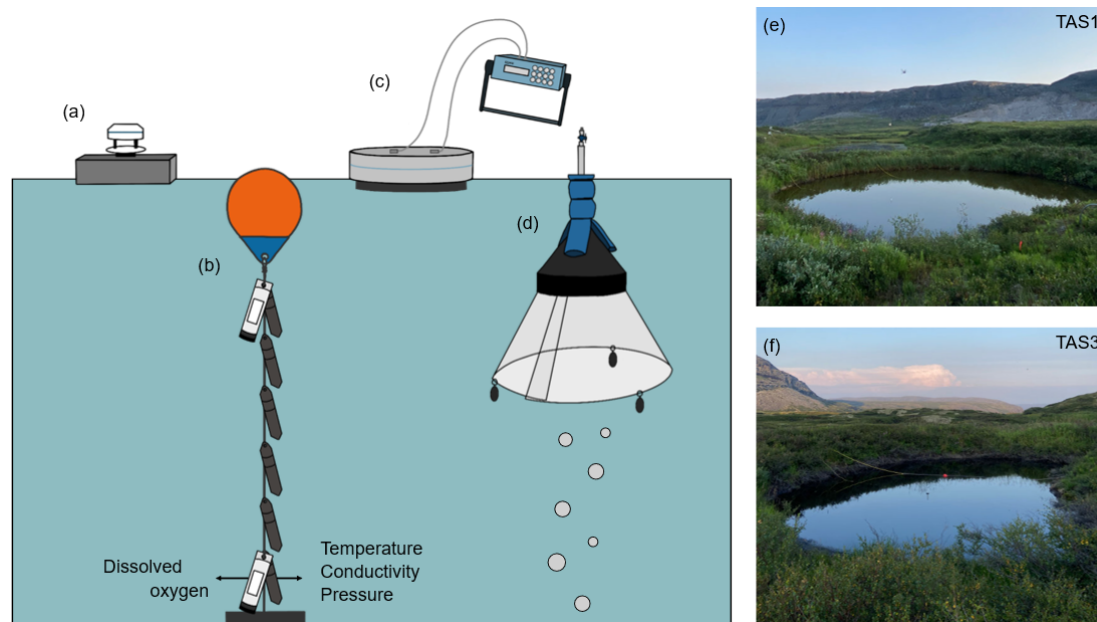 (a)
(b)
(c)
(d)
Dissolved
oxygen
Temperature
Conductivity
Pressure
(e)
TAS1
(f)
TAS3